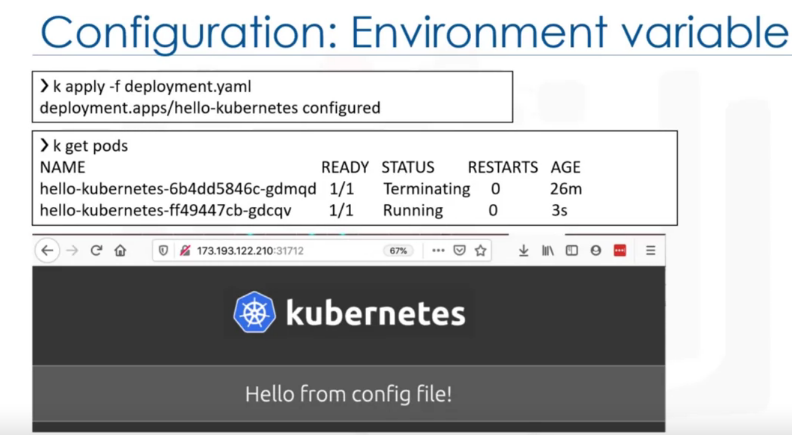 Configuration: Environment variable
❯ k apply -f deployment.yaml
deployment.apps/hello-kubernetes configured
❯ k get pods
NAME READY STATUS RESTARTS AGE
hello-kubernetes-6b4dd5846c-gdmqd 1/1 Terminating 0 26m
hello-kubernetes-ff49447cb-gdcqv 1/1 Running 0 3s
173.193.122.210:31712 67%
kubernetes
Hello from config file!